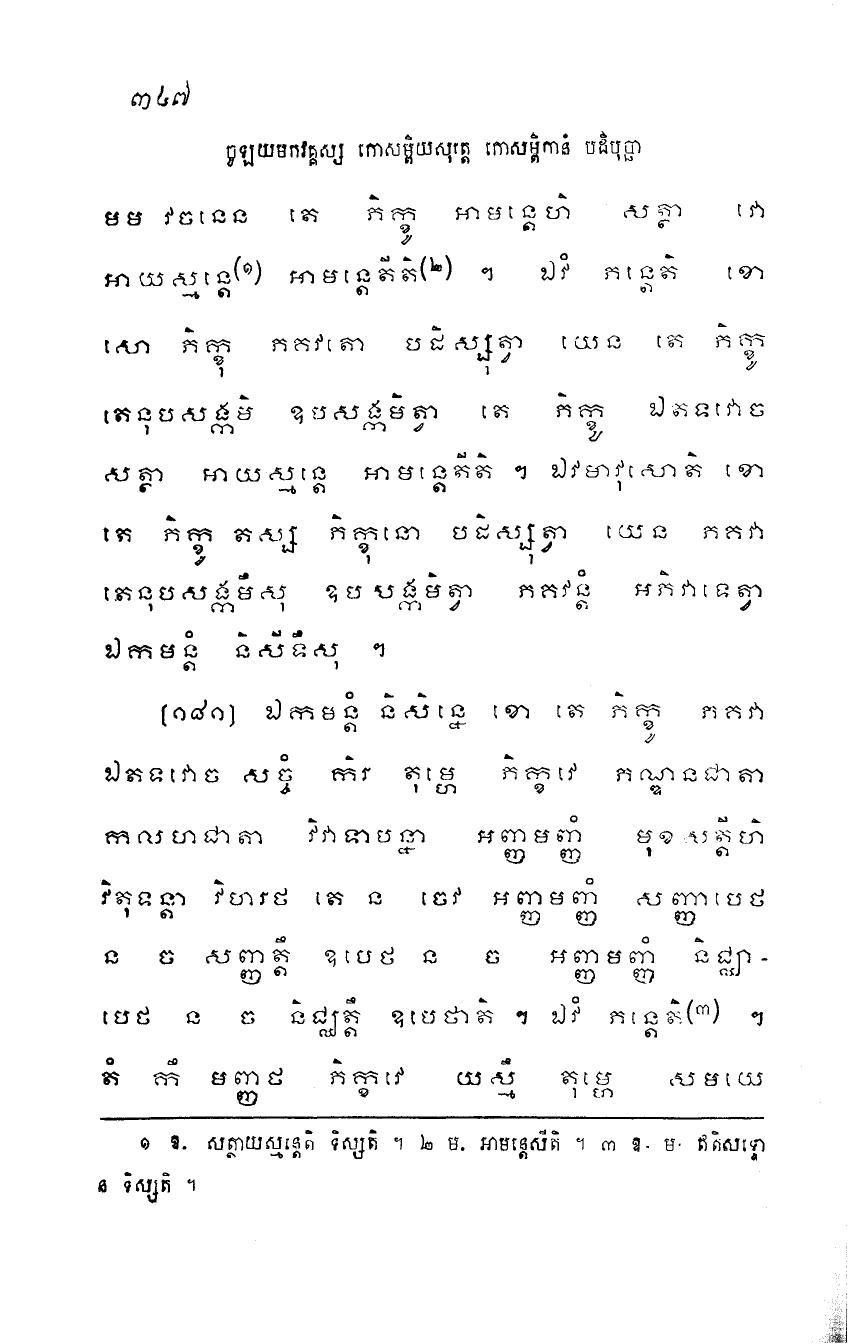 ៣៤៧
ចូឡយមកវគ្គស្ស កោសម្ពិយសុត្តេ កោសម្ពិកានំ បដិបុច្ឆា
មម វចនេន តេ ភិក្ខូ អាមន្តេហិ សត្ថា វោ
អាយស្មន្តេ(១) អាមន្តេតីតិ(២) ។ ឯវំ ភន្តេតិ ខោ
សោ ភិក្ខុ ភគវតោ បដិស្សុត្វា យេន តេ ភិក្ខូ
តេនុបសង្កមិ ឧបសង្កមិត្វា តេ ភិក្ខូ ឯតទវោច
សត្ថា អាយស្មន្តេ អាមន្តេតីតិ ។ ឯវមាវុសោតិ ខោ
តេ ភិក្ខូ តស្ស ភិក្ខុនោ បដិស្សុត្វា យេន ភគវា
តេនុបសង្កមឹសុ ឧបសង្កមិត្វា ភគវន្តំ អភិវាទេត្វា
ឯកមន្តំ និសីទឹសុ ។
[១៨១] ឯកមន្តំ និសិន្នេ ខោ តេ ភិក្ខូ ភគវា
ឯតទវោច សច្ចំ កិរ តុម្ហេ ភិក្ខវេ ភណ្ឌនជាតា
កាលហជាតា វិវាទាបន្នា អញ្ញមញ្ញំ មុខសត្តីហិ
វិតុទន្តា វិហរថ តេ ន ចេវ អញ្ញមញ្ញំ សញ្ញាបេថ
ន ច សញ្ញត្តឹ ឧបេថ ន ច អញ្ញមញ្ញំ និជ្ឈា-
បេថ ន ច និជ្ឈត្តឹ ឧបេថាតិ ។ ឯវំ ភន្តេតិ(៣) ។
តំ កឹ មញ្ញថ ភិក្ខវេ យស្មឹ តុម្ហេ សមយេ
១ ឱ. សត្ថាយស្មន្តេតិ ទិស្សតិ ។ ២ ម. អាមន្តេសីតិ ។ ៣ ឱ. ម. ឥតិសទ្ទោ
ន ទិស្សតិ ។